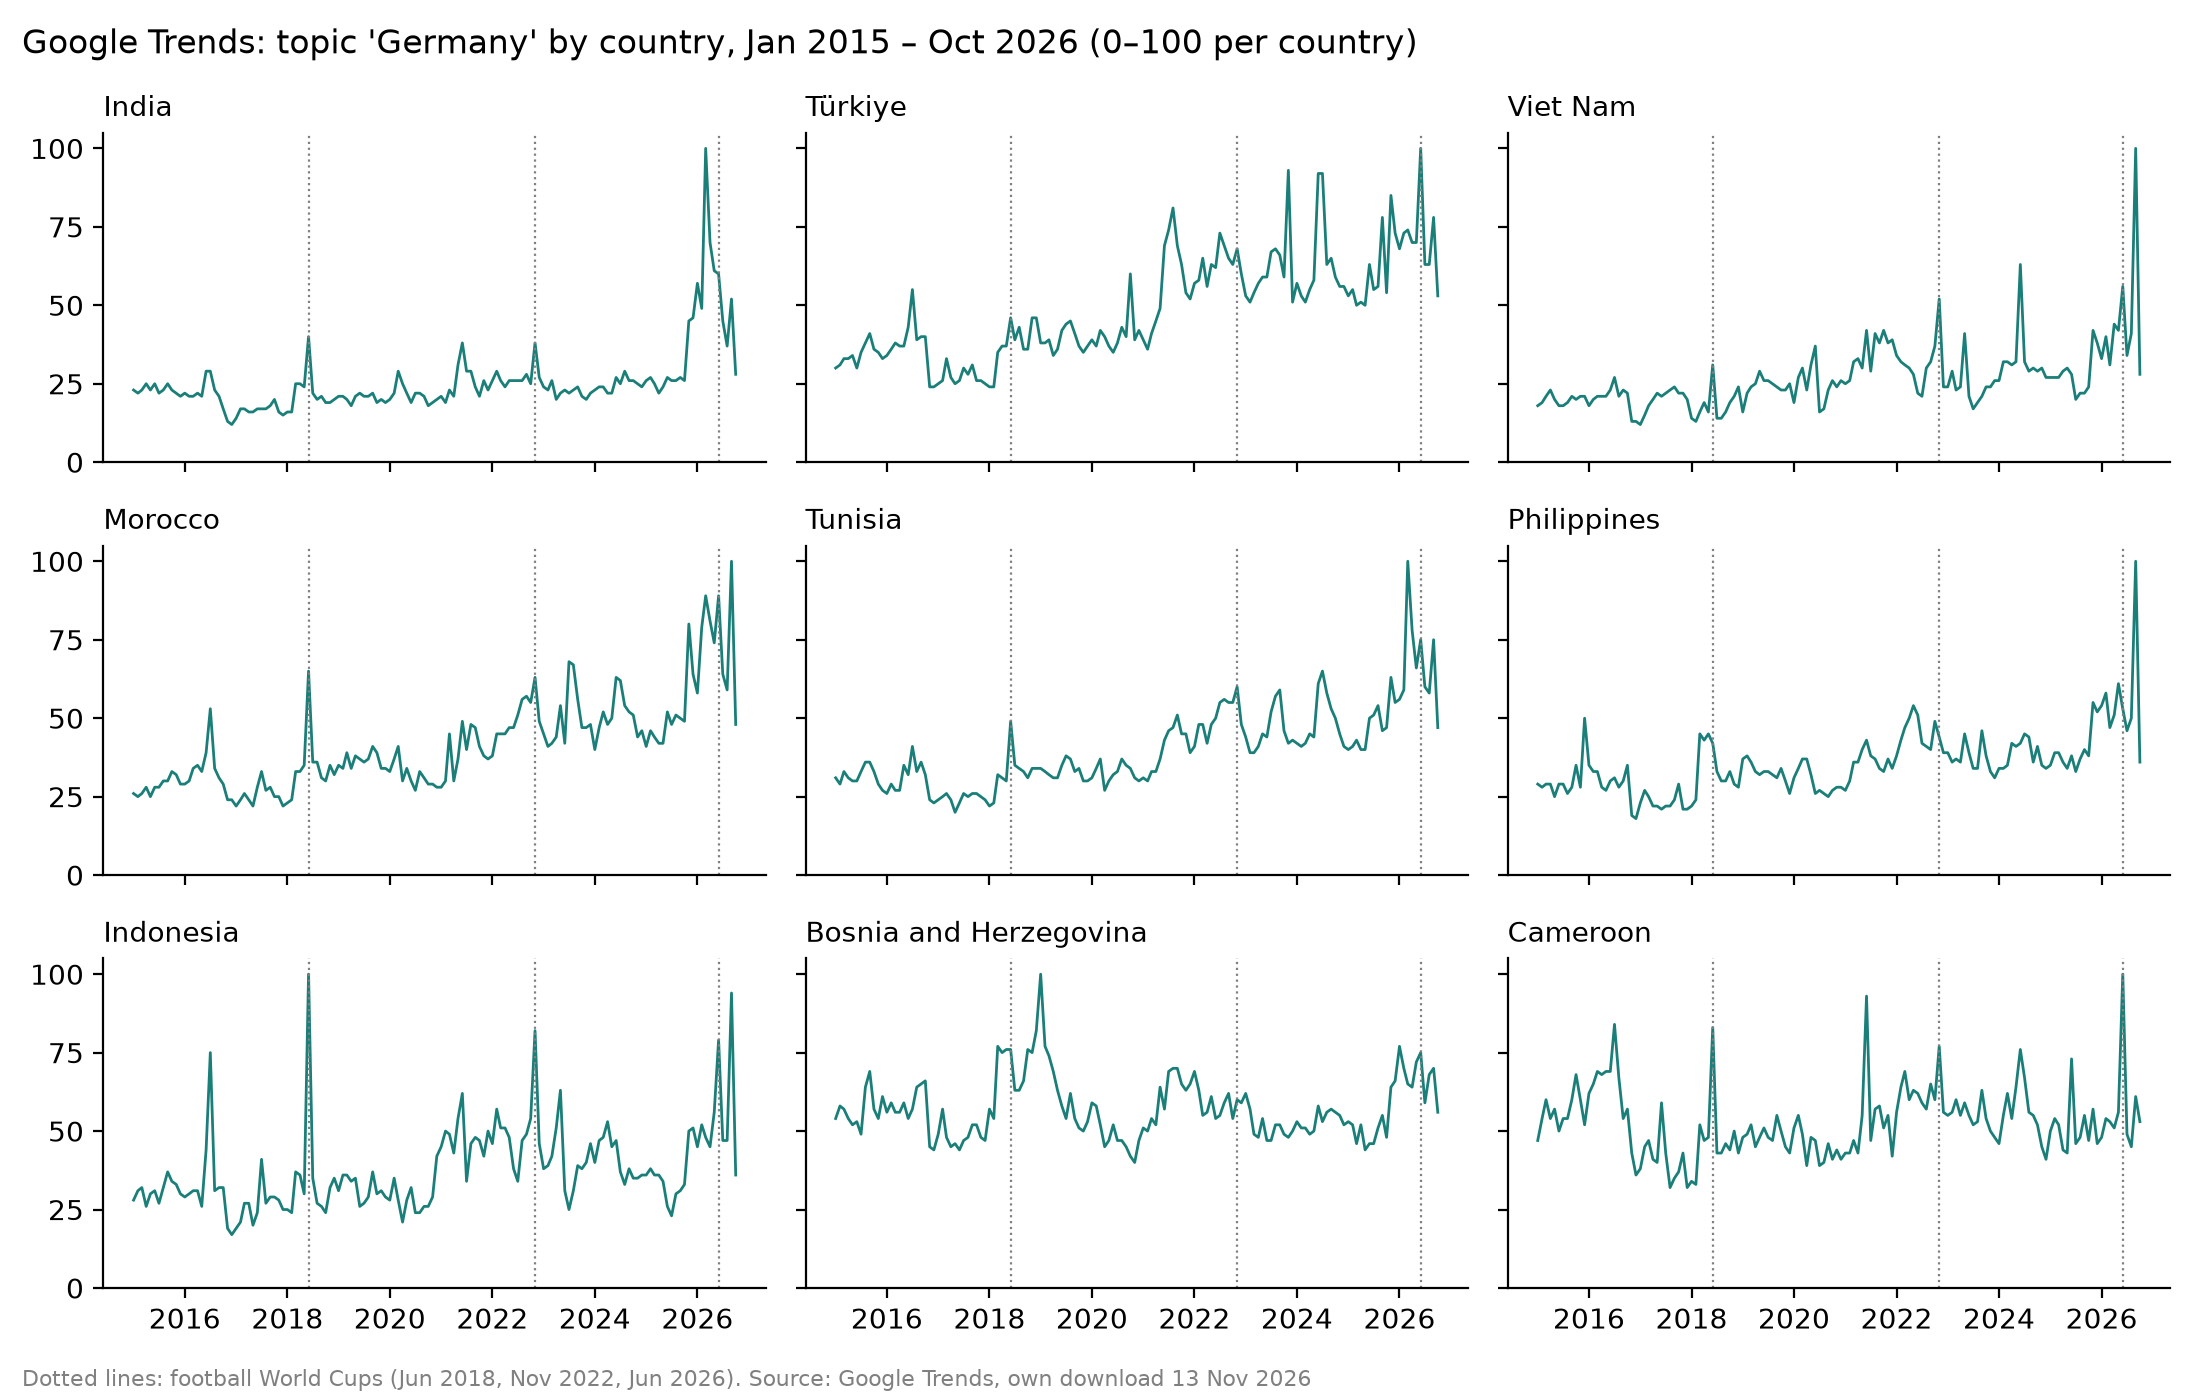 Google Trends: topic 'Germany' by country, Jan 2015 – Oct 2026 (0–100 per country)
India
Türkiye
Viet Nam
100
75
50
25
0
Morocco
Tunisia
Philippines
100
75
50
25
0
Indonesia
Bosnia and Herzegovina
Cameroon
100
75
50
25
0
2016 2018 2020 2022 2024 2026
2016 2018 2020 2022 2024 2026
2016 2018 2020 2022 2024 2026
Dotted lines: football World Cups (Jun 2018, Nov 2022, Jun 2026). Source: Google Trends, own download 13 Nov 2026